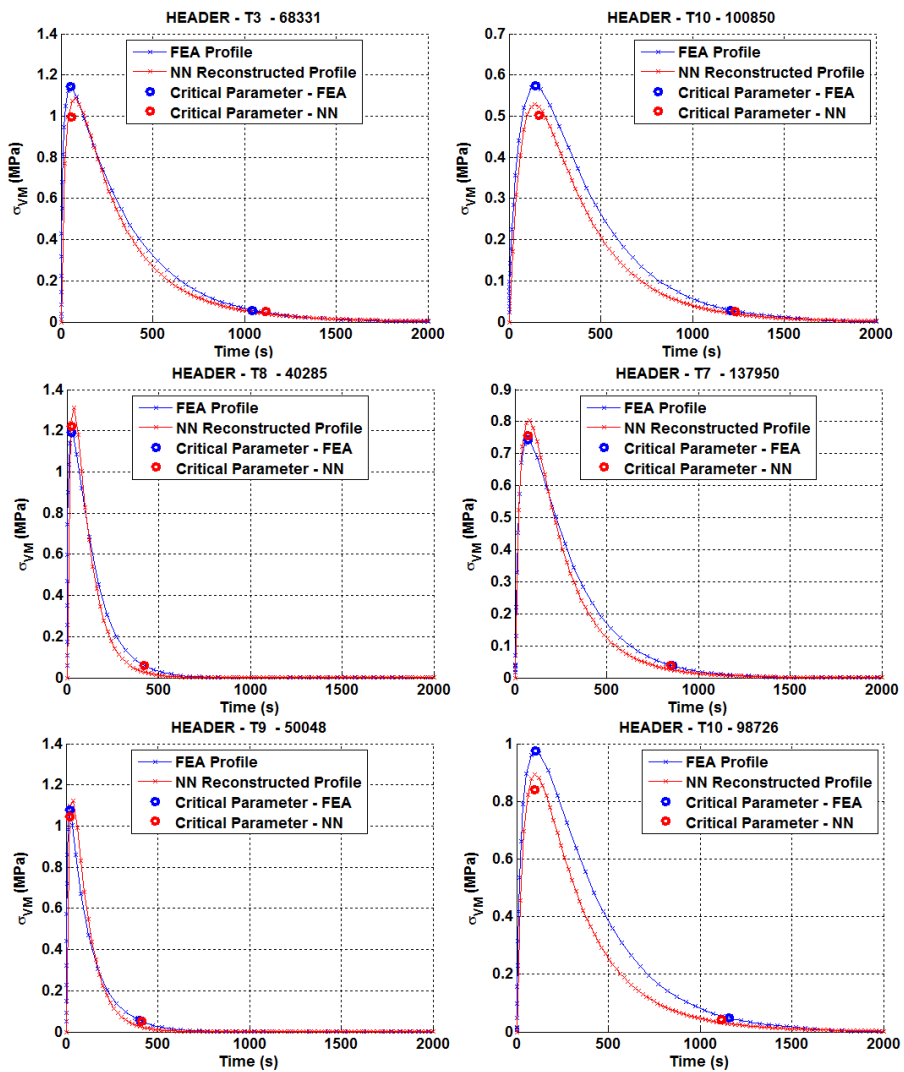 HEADER - T3 - 68331
1.4
1.2
1
0.8
0.6
0.4
0.2
0
σVM (MPa)
FEA Profile
NN Reconstructed Profile
Critical Parameter - FEA
Critical Parameter - NN
0 500 1000 1500 2000
Time (s)
HEADER - T10 - 100850
0.7
0.6
0.5
0.4
0.3
0.2
0.1
0
σVM (MPa)
FEA Profile
NN Reconstructed Profile
Critical Parameter - FEA
Critical Parameter - NN
0 500 1000 1500 2000
Time (s)
HEADER - T8 - 40285
1.4
1.2
1
0.8
0.6
0.4
0.2
0
σVM (MPa)
FEA Profile
NN Reconstructed Profile
Critical Parameter - FEA
Critical Parameter - NN
0 500 1000 1500 2000
Time (s)
HEADER - T7 - 137950
0.9
0.8
0.7
0.6
0.5
0.4
0.3
0.2
0.1
0
σVM (MPa)
FEA Profile
NN Reconstructed Profile
Critical Parameter - FEA
Critical Parameter - NN
0 500 1000 1500 2000
Time (s)
HEADER - T9 - 50048
1.4
1.2
1
0.8
0.6
0.4
0.2
0
σVM (MPa)
FEA Profile
NN Reconstructed Profile
Critical Parameter - FEA
Critical Parameter - NN
0 500 1000 1500 2000
Time (s)
HEADER - T10 - 98726
1
0.8
0.6
0.4
0.2
0
σVM (MPa)
FEA Profile
NN Reconstructed Profile
Critical Parameter - FEA
Critical Parameter - NN
0 500 1000 1500 2000
Time (s)